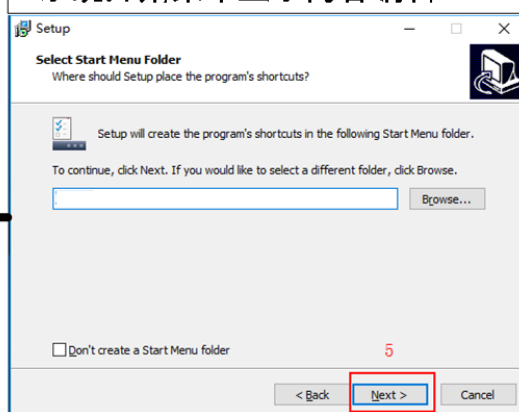 Setup
Select Start Menu Folder
Where should Setup place the program's shortcuts?
Setup will create the program's shortcuts in the following Start Menu folder.
To continue, click Next. If you would like to select a different folder, click Browse.
Browse...
Don't create a Start Menu folder
5
< Back Next > Cancel